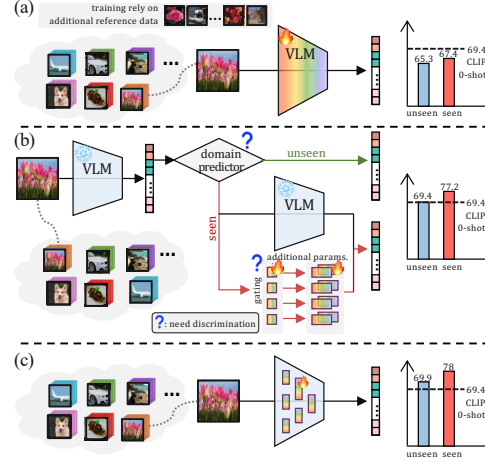 (a)
training rely on
additional reference data
...
...
VLM
65.3
67.4
69.4
CLIP
0-shot
unseen seen
(b)
VLM
domain
predictor
?
unseen
seen
VLM
additional params.
?
gating
...
?: need discrimination
69.4
77.2
69.4
CLIP
0-shot
unseen seen
(c)
...
69.9
78
69.4
CLIP
0-shot
unseen seen